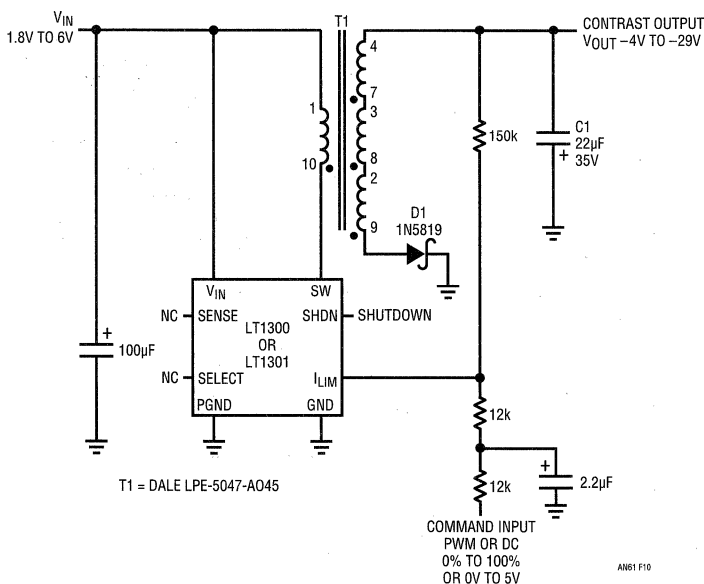 VIN
1.8V TO 6V
T1
4
7
3
8
2
9
1
10
CONTRAST OUTPUT
VOUT –4V TO –29V
150k
C1
22µF
35V
+
D1
1N5819
VIN
SW
NC
SENSE
SHDN
SHUTDOWN
LT1300
OR
LT1301
NC
SELECT
ILIM
PGND
GND
+
100µF
12k
12k
+
2.2µF
T1 = DALE LPE-5047-AO45
COMMAND INPUT
PWM OR DC
0% TO 100%
OR 0V TO 5V
AN61 F10